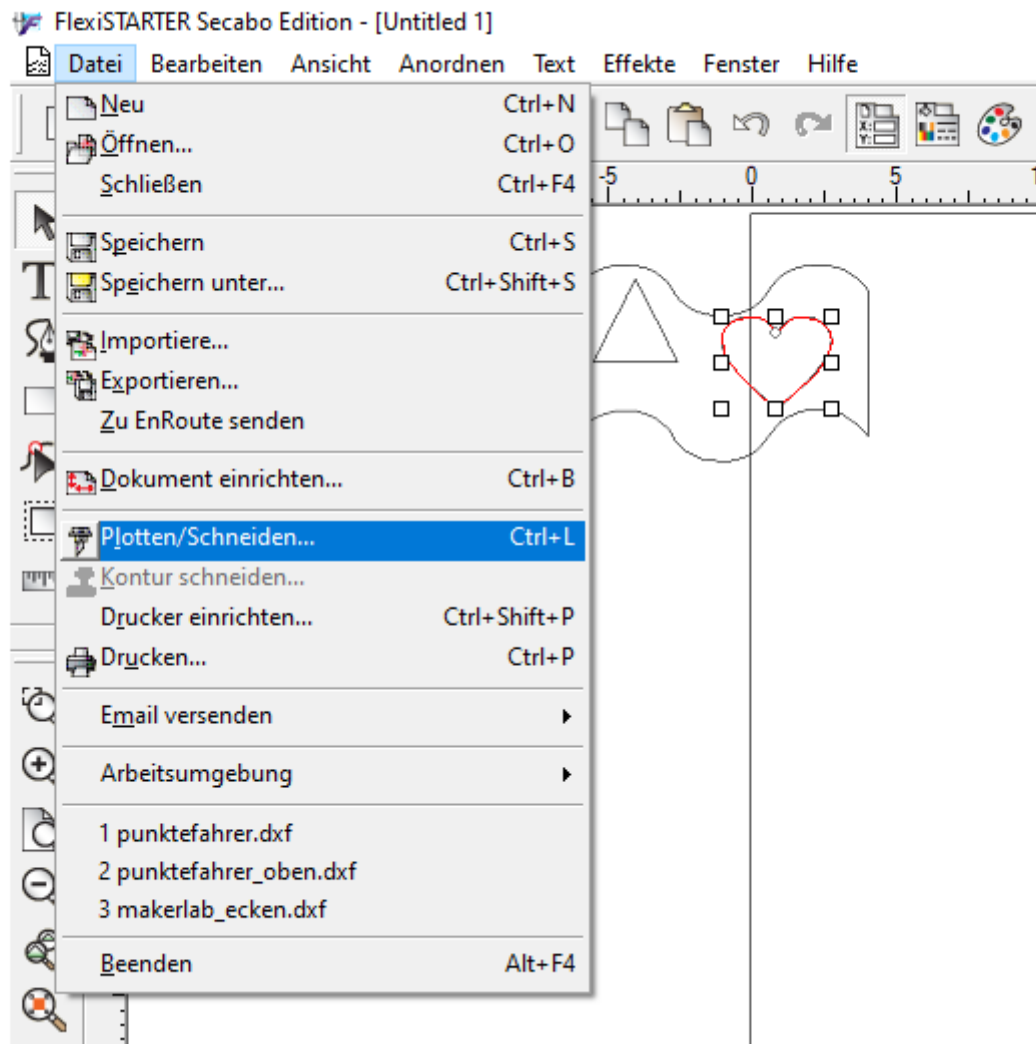 FlexiSTARTER Secabo Edition - [Untitled 1]
Datei Bearbeiten Ansicht Anordnen Text Effekte Fenster Hilfe
Neu Ctrl+N
Öffnen... Ctrl+O
Schließen Ctrl+F4
-5 0 5 1
Speichern Ctrl+S
Speichern unter... Ctrl+Shift+S
Importiere...
Exportieren...
Zu EnRoute senden
Dokument einrichten... Ctrl+B
Plotten/Schneiden... Ctrl+L
Kontur schneiden...
Drucker einrichten... Ctrl+Shift+P
Drucken... Ctrl+P
Email versenden
Arbeitsumgebung
1 punktefahrer.dxf
2 punktefahrer_oben.dxf
3 makerlab_ecken.dxf
Beenden Alt+F4